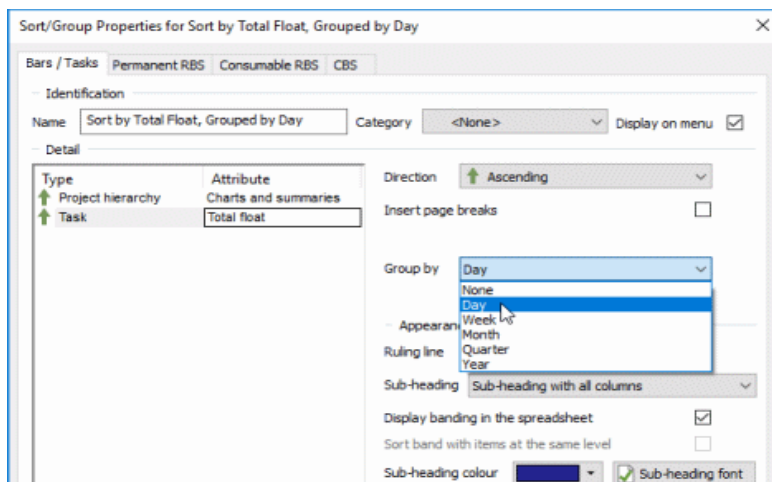 Sort/Group Properties for Sort by Total Float, Grouped by Day
Bars / Tasks Permanent RBS Consumable RBS CBS
Identification
Name Sort by Total Float, Grouped by Day Category <None> Display on menu
Detail
Type Attribute
Project hierarchy Charts and summaries
Task Total float
Direction Ascending
Insert page breaks
Group by Day
None
Day
Week
Month
Quarter
Year
Appearan
Ruling line
Sub-heading Sub-heading with all columns
Display banding in the spreadsheet
Sort band with items at the same level
Sub-heading colour Sub-heading font